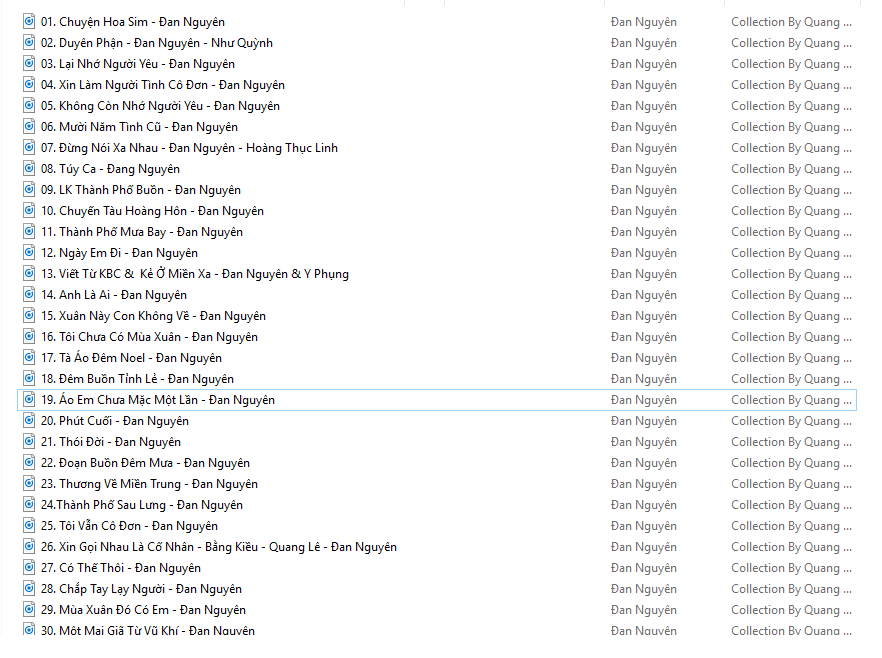 01. Chuyện Hoa Sim - Đan Nguyên Đan Nguyên Collection By Quang ...
02. Duyên Phận - Đan Nguyên - Như Quỳnh Đan Nguyên Collection By Quang ...
03. Lại Nhớ Người Yêu - Đan Nguyên Đan Nguyên Collection By Quang ...
04. Xin Làm Người Tình Cô Đơn - Đan Nguyên Đan Nguyên Collection By Quang ...
05. Không Còn Nhớ Người Yêu - Đan Nguyên Đan Nguyên Collection By Quang ...
06. Mười Năm Tình Cũ - Đan Nguyên Đan Nguyên Collection By Quang ...
07. Đừng Nói Xa Nhau - Đan Nguyên - Hoàng Thục Linh Đan Nguyên Collection By Quang ...
08. Túy Ca - Đang Nguyên Đan Nguyên Collection By Quang ...
09. LK Thành Phố Buồn - Đan Nguyên Đan Nguyên Collection By Quang ...
10. Chuyến Tàu Hoàng Hôn - Đan Nguyên Đan Nguyên Collection By Quang ...
11. Thành Phố Mưa Bay - Đan Nguyên Đan Nguyên Collection By Quang ...
12. Ngày Em Đi - Đan Nguyên Đan Nguyên Collection By Quang ...
13. Viết Từ KBC &  Kẻ Ở Miền Xa - Đan Nguyên & Y Phụng Đan Nguyên Collection By Quang ...
14. Anh Là Ai - Đan Nguyên Đan Nguyên Collection By Quang ...
15. Xuân Này Con Không Về - Đan Nguyên Đan Nguyên Collection By Quang ...
16. Tôi Chưa Có Mùa Xuân - Đan Nguyên Đan Nguyên Collection By Quang ...
17. Tà Áo Đêm Noel - Đan Nguyên Đan Nguyên Collection By Quang ...
18. Đêm Buồn Tỉnh Lẻ - Đan Nguyên Đan Nguyên Collection By Quang ...
19. Áo Em Chưa Mặc Một Lần - Đan Nguyên Đan Nguyên Collection By Quang ...
20. Phút Cuối - Đan Nguyên Đan Nguyên Collection By Quang ...
21. Thói Đời - Đan Nguyên Đan Nguyên Collection By Quang ...
22. Đoạn Buồn Đêm Mưa - Đan Nguyên Đan Nguyên Collection By Quang ...
23. Thương Về Miền Trung - Đan Nguyên Đan Nguyên Collection By Quang ...
24.Thành Phố Sau Lưng - Đan Nguyên Đan Nguyên Collection By Quang ...
25. Tôi Vẫn Cô Đơn - Đan Nguyên Đan Nguyên Collection By Quang ...
26. Xin Gọi Nhau Là Cố Nhân - Bằng Kiều - Quang Lê - Đan Nguyên Đan Nguyên Collection By Quang ...
27. Có Thế Thôi - Đan Nguyên Đan Nguyên Collection By Quang ...
28. Chắp Tay Lạy Người - Đan Nguyên Đan Nguyên Collection By Quang ...
29. Mùa Xuân Đó Có Em - Đan Nguyên Đan Nguyên Collection By Quang ...
30. Một Mai Giã Từ Vũ Khí - Đan Nguyên Đan Nguyên Collection By Quang ...